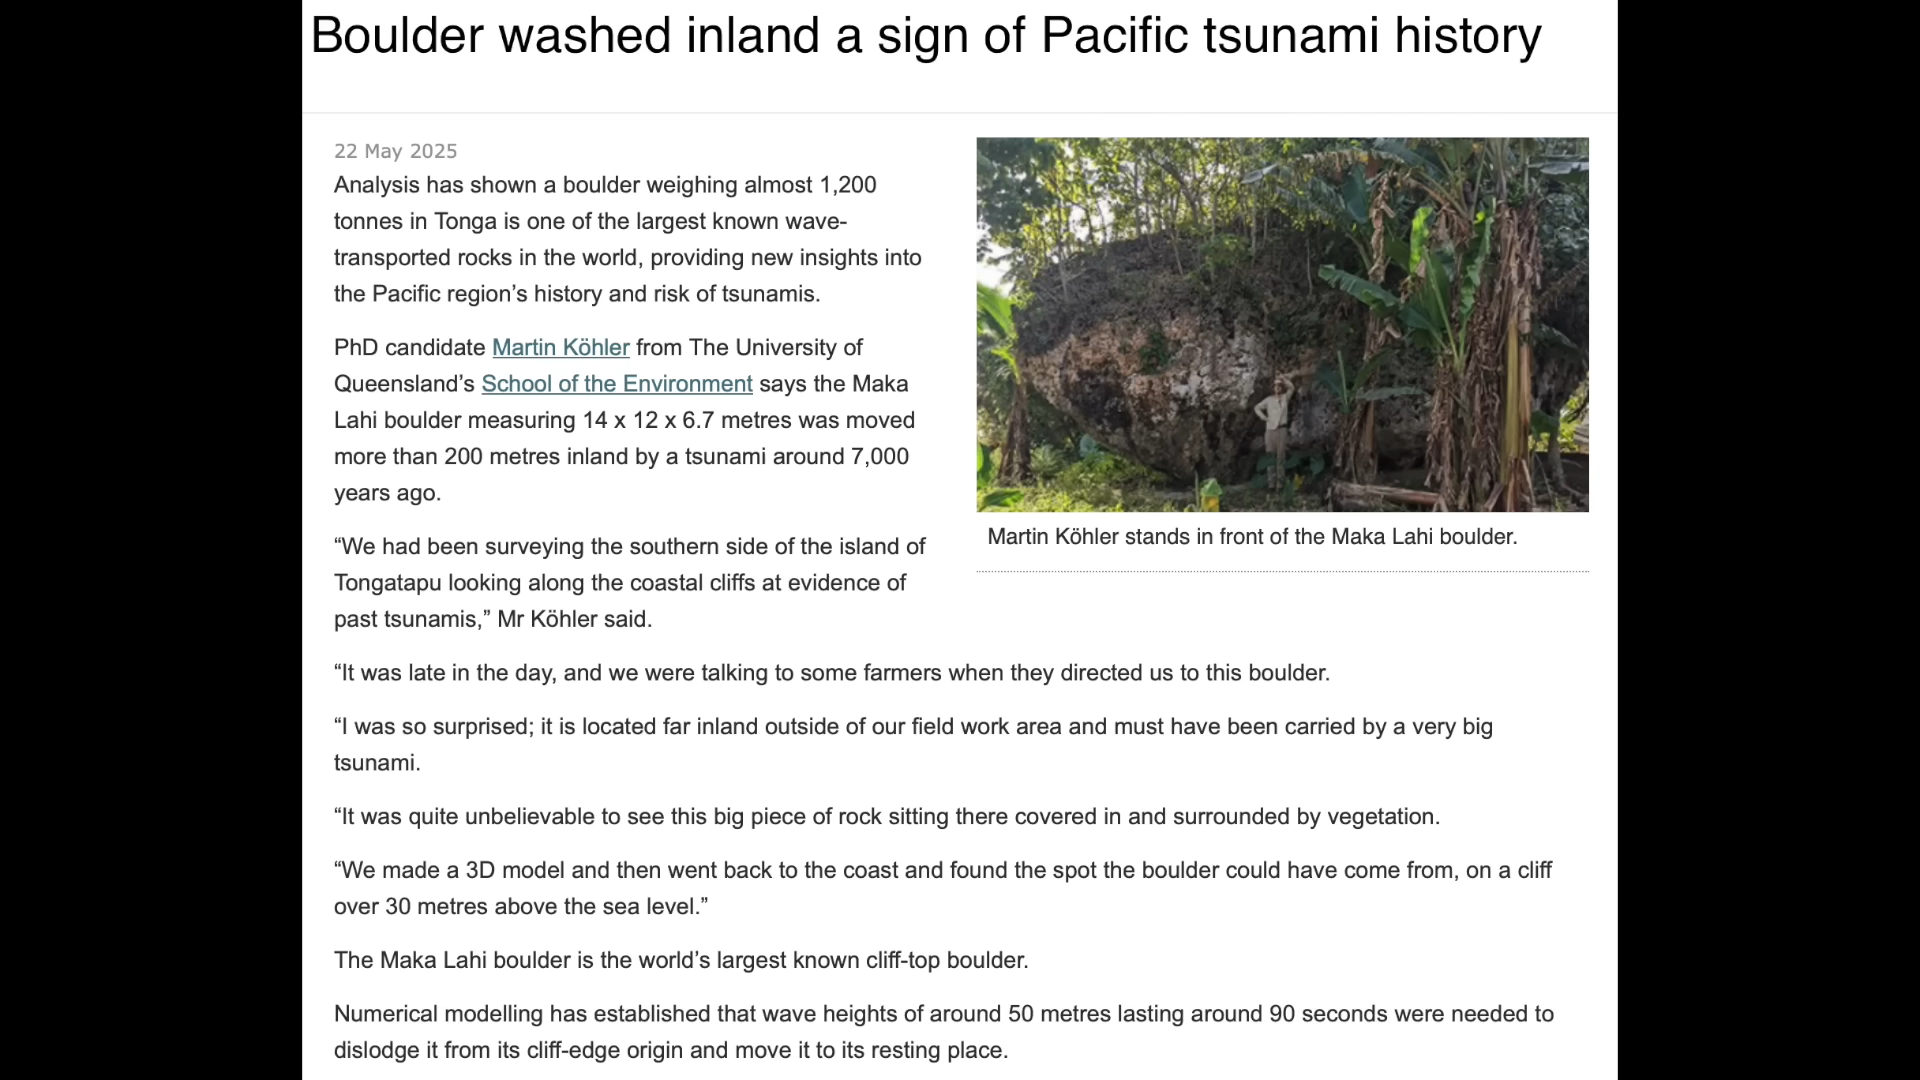 Boulder washed inland a sign of Pacific tsunami history
22 May 2025
Analysis has shown a boulder weighing almost 1,200
tonnes in Tonga is one of the largest known wave-
transported rocks in the world, providing new insights into
the Pacific region’s history and risk of tsunamis.
PhD candidate Martin Köhler from The University of
Queensland’s School of the Environment says the Maka
Lahi boulder measuring 14 x 12 x 6.7 metres was moved
more than 200 metres inland by a tsunami around 7,000
years ago.
Martin Köhler stands in front of the Maka Lahi boulder.
“We had been surveying the southern side of the island of
Tongatapu looking along the coastal cliffs at evidence of
past tsunamis,” Mr Köhler said.
“It was late in the day, and we were talking to some farmers when they directed us to this boulder.
“I was so surprised; it is located far inland outside of our field work area and must have been carried by a very big
tsunami.
“It was quite unbelievable to see this big piece of rock sitting there covered in and surrounded by vegetation.
“We made a 3D model and then went back to the coast and found the spot the boulder could have come from, on a cliff
over 30 metres above the sea level.”
The Maka Lahi boulder is the world’s largest known cliff-top boulder.
Numerical modelling has established that wave heights of around 50 metres lasting around 90 seconds were needed to
dislodge it from its cliff-edge origin and move it to its resting place.